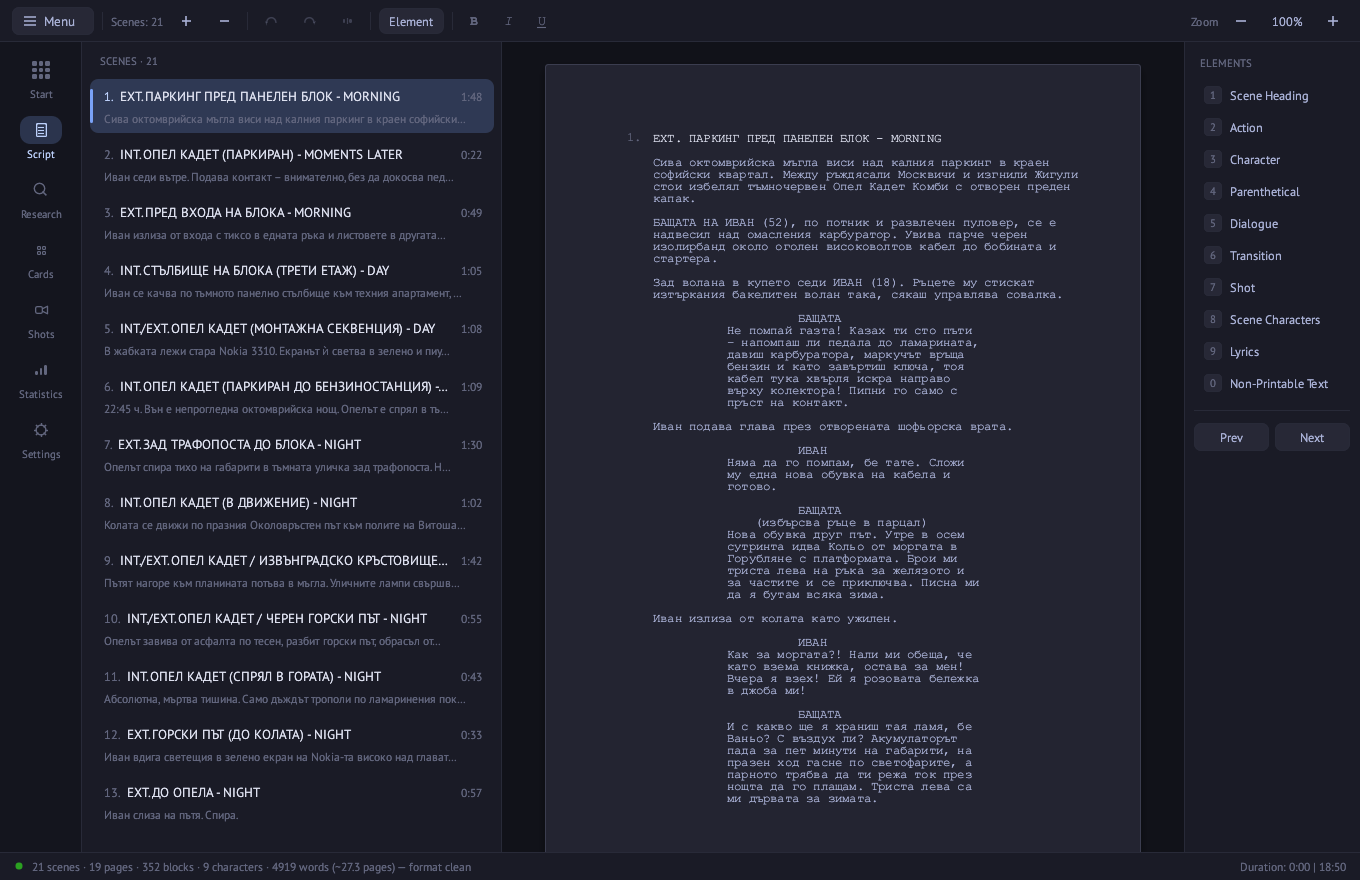 Menu
Scenes: 21
Element
B
I
U
Zoom
100%
Start
Script
Research
Cards
Shots
Statistics
Settings
SCENES · 21
1. EXT.ПАРКИНГ ПРЕД ПАНЕЛЕН БЛОК - MORNING 1:48
Сива октомврийска мъгла виси над калния паркинг в краен софийски...
2. INT.ОПЕЛ КАДЕТ (ПАРКИРАН) - MOMENTS LATER 0:22
Иван седи вътре. Подава контакт – внимателно, без да докосва пед...
3. EXT.ПРЕД ВХОДА НА БЛОКА - MORNING 0:49
Иван излиза от входа с тиксо в едната ръка и листовете в другата...
4. INT.СТЪЛБИЩЕ НА БЛОКА (ТРЕТИ ЕТАЖ) - DAY 1:05
Иван се качва по тъмното панелно стълбище към техния апартамент, ...
5. INT/EXT.ОПЕЛ КАДЕТ (МОНТАЖНА СЕКВЕНЦИЯ) - DAY 1:08
В жабката лежи стара Nokia 3310. Екранът ѝ светва в зелено и пиу...
6. INT.ОПЕЛ КАДЕТ (ПАРКИРАН ДО БЕНЗИНОСТАНЦИЯ) -... 1:09
22:45 ч. Вън е непрогледна октомврийска нощ. Опелът е спрял в тъ...
7. EXT.ЗАД ТРАФОПОСТА ДО БЛОКА - NIGHT 1:30
Опелът спира тихо на габарити в тъмната уличка зад трафопоста. Н...
8. INT.ОПЕЛ КАДЕТ (В ДВИЖЕНИЕ) - NIGHT 1:02
Колата се движи по празния Околовръстен път към полите на Витоша...
9. INT/EXT.ОПЕЛ КАДЕТ / ИЗВЪНГРАДСКО КРЪСТОВИЩЕ... 1:42
Пътят нагоре към планината потъва в мъгла. Уличните лампи свършв...
10. INT/EXT.ОПЕЛ КАДЕТ / ЧЕРЕН ГОРСКИ ПЪТ - NIGHT 0:55
Опелът завива от асфалта по тесен, разбит горски път, обрасъл от...
11. INT.ОПЕЛ КАДЕТ (СПРЯЛ В ГОРАТА) - NIGHT 0:43
Абсолютна, мъртва тишина. Само дъждът трополи по ламаринения пок...
12. EXT.ГОРСКИ ПЪТ (ДО КОЛАТА) - NIGHT 0:33
Иван вдига светещия в зелено екран на Nokia-та високо над глават...
13. EXT.ДО ОПЕЛА - NIGHT 0:57
Иван слиза на пътя. Спира.
1. EXT. ПАРКИНГ ПРЕД ПАНЕЛЕН БЛОК - MORNING
Сива октомврийска мъгла виси над калния паркинг в краен
софийски квартал. Между ръждясали Москвичи и изгнили Жигули
стои избелял тъмночервен Опел Кадет Комби с отворен преден
капак.
БАЩАТА НА ИВАН (52), по потник и развлечен пуловер, се е
надвесил над омасления карбуратор. Увива парче черен
изолирбанд около оголен високоволтов кабел до бобината и
стартера.
Зад волана в купето седи ИВАН (18). Ръцете му стискат
изтъркания бакелитен волан така, сякаш управлява совалка.
БАЩАТА
Не помпай газта! Казах ти сто пъти
– напомпаш ли педала до ламарината,
давиш карбуратора, маркучът връща
бензин и като завъртиш ключа, тоя
кабел тука хвърля искра направо
върху колектора! Пипни го само с
пръст на контакт.
Иван подава глава през отворената шофьорска врата.
ИВАН
Няма да го помпам, бе тате. Сложи
му една нова обувка на кабела и
готово.
БАЩАТА
(избърсва ръце в парцал)
Нова обувка друг път. Утре в осем
сутринта идва Кольо от моргата в
Горубляне с платформата. Брои ми
триста лева на ръка за желязото и
за частите и се приключва. Писна ми
да я бутам всяка зима.
Иван излиза от колата като ужилен.
ИВАН
Как за моргата?! Нали ми обеща, че
като взема книжка, остава за мен!
Вчера я взех! Ей я розовата бележка
в джоба ми!
БАЩАТА
И с какво ще я храниш тая ламя, бе
Ваньо? С въздух ли? Акумулаторът
пада за пет минути на габарити, на
празен ход гасне по светофарите, а
парното трябва да ти режа ток през
нощта да го плащам. Триста лева са
ми дървата за зимата.
ELEMENTS
1 Scene Heading
2 Action
3 Character
4 Parenthetical
5 Dialogue
6 Transition
7 Shot
8 Scene Characters
9 Lyrics
0 Non-Printable Text
Prev
Next
21 scenes · 19 pages · 352 blocks · 9 characters · 4919 words (~27.3 pages) — format clean
Duration: 0:00 | 18:50